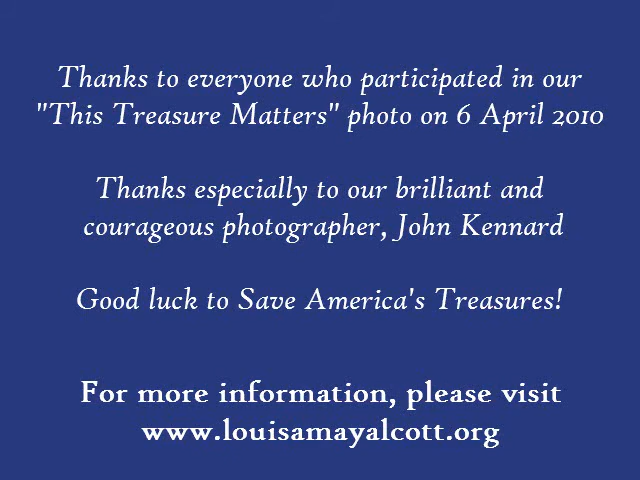 Thanks to everyone who participated in our
"This Treasure Matters" photo on 6 April 2010
Thanks especially to our brilliant and
courageous photographer, John Kennard
Good luck to Save America's Treasures!
For more information, please visit
www.louisamayalcott.org